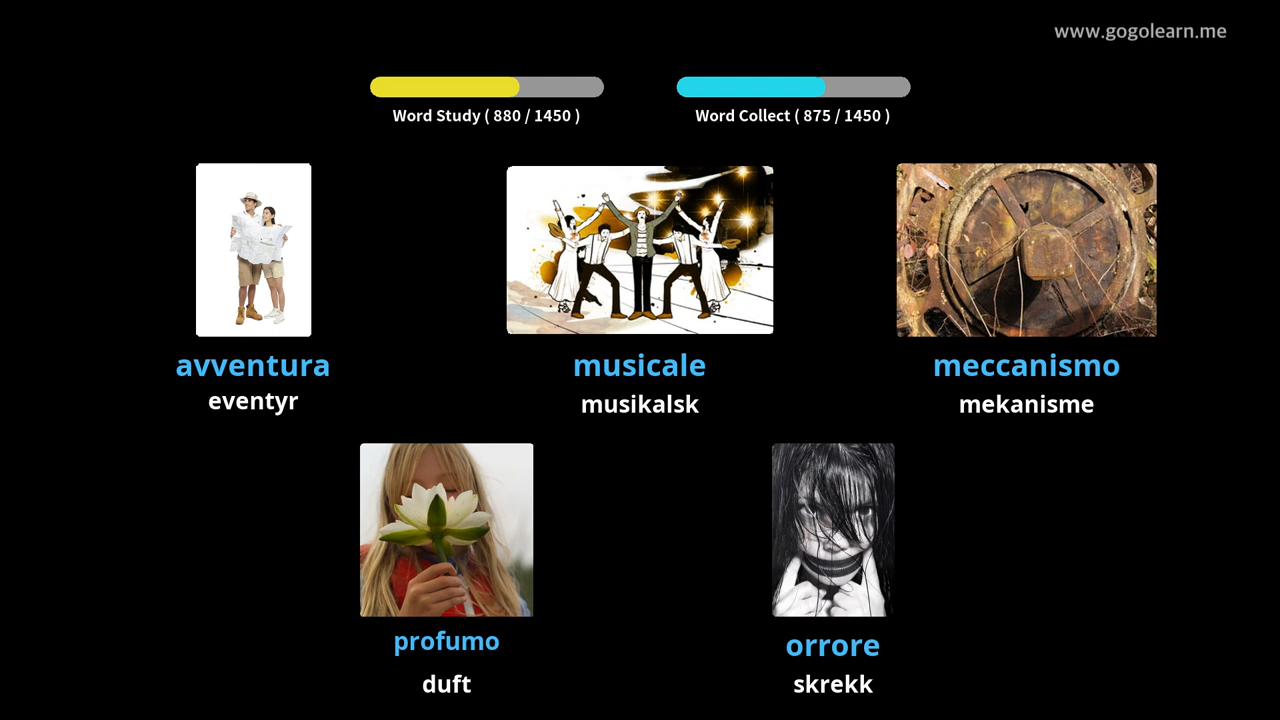 www.gogolearn.me
Word Study ( 880 / 1450 )
Word Collect ( 875 / 1450 )
avventura
eventyr
musicale
musikalsk
meccanismo
mekanisme
profumo
duft
orrore
skrekk